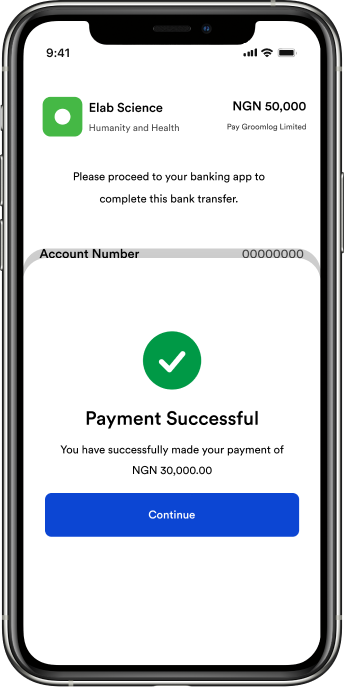 9:41
Elab Science
NGN 50,000
Humanity and Health
Pay Groomlog Limited
Please proceed to your banking app to
complete this bank transfer.
Account Number
00000000
Payment Successful
You have successfully made your payment of
NGN 30,000.00
Continue